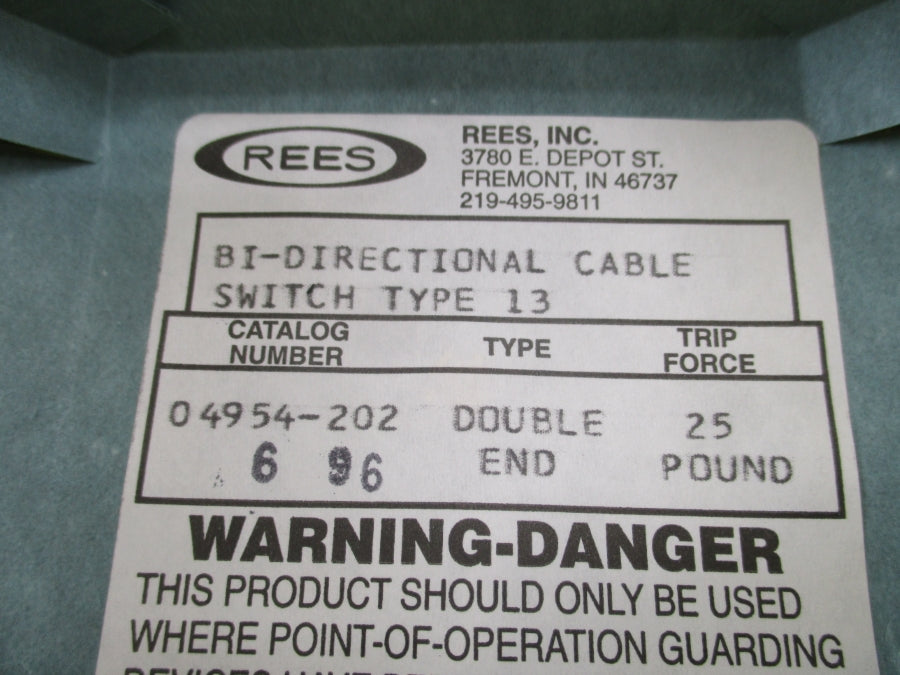 REES
REES, INC.
3780 E. DEPOT ST.
FREMONT, IN 46737
219-495-9811
BI-DIRECTIONAL CABLE
SWITCH TYPE 13
CATALOG NUMBER
TYPE
TRIP FORCE
04954-202
DOUBLE END
25 POUND
6 96
WARNING-DANGER
THIS PRODUCT SHOULD ONLY BE USED
WHERE POINT-OF-OPERATION GUARDING